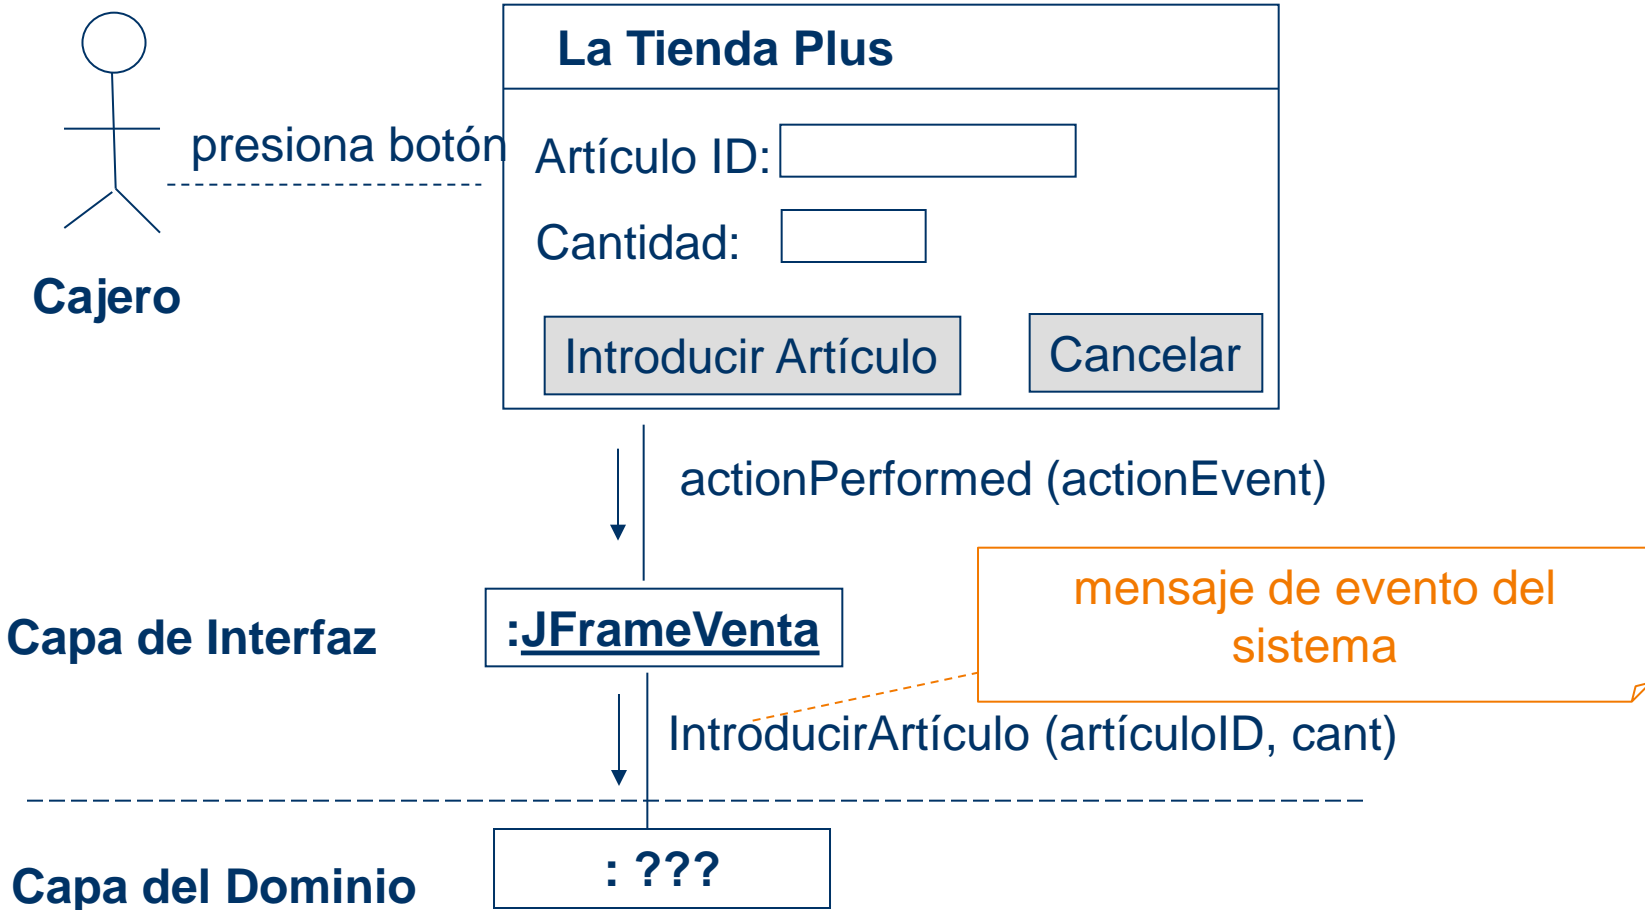 La Tienda Plus
presiona botón
Artículo ID:
Cantidad:
Cajero
Introducir Artículo
Cancelar
actionPerformed (actionEvent)
mensaje de evento del
sistema
Capa de Interfaz
:JFrameVenta
IntroducirArtículo (artículoID, cant)
: ???
Capa del Dominio